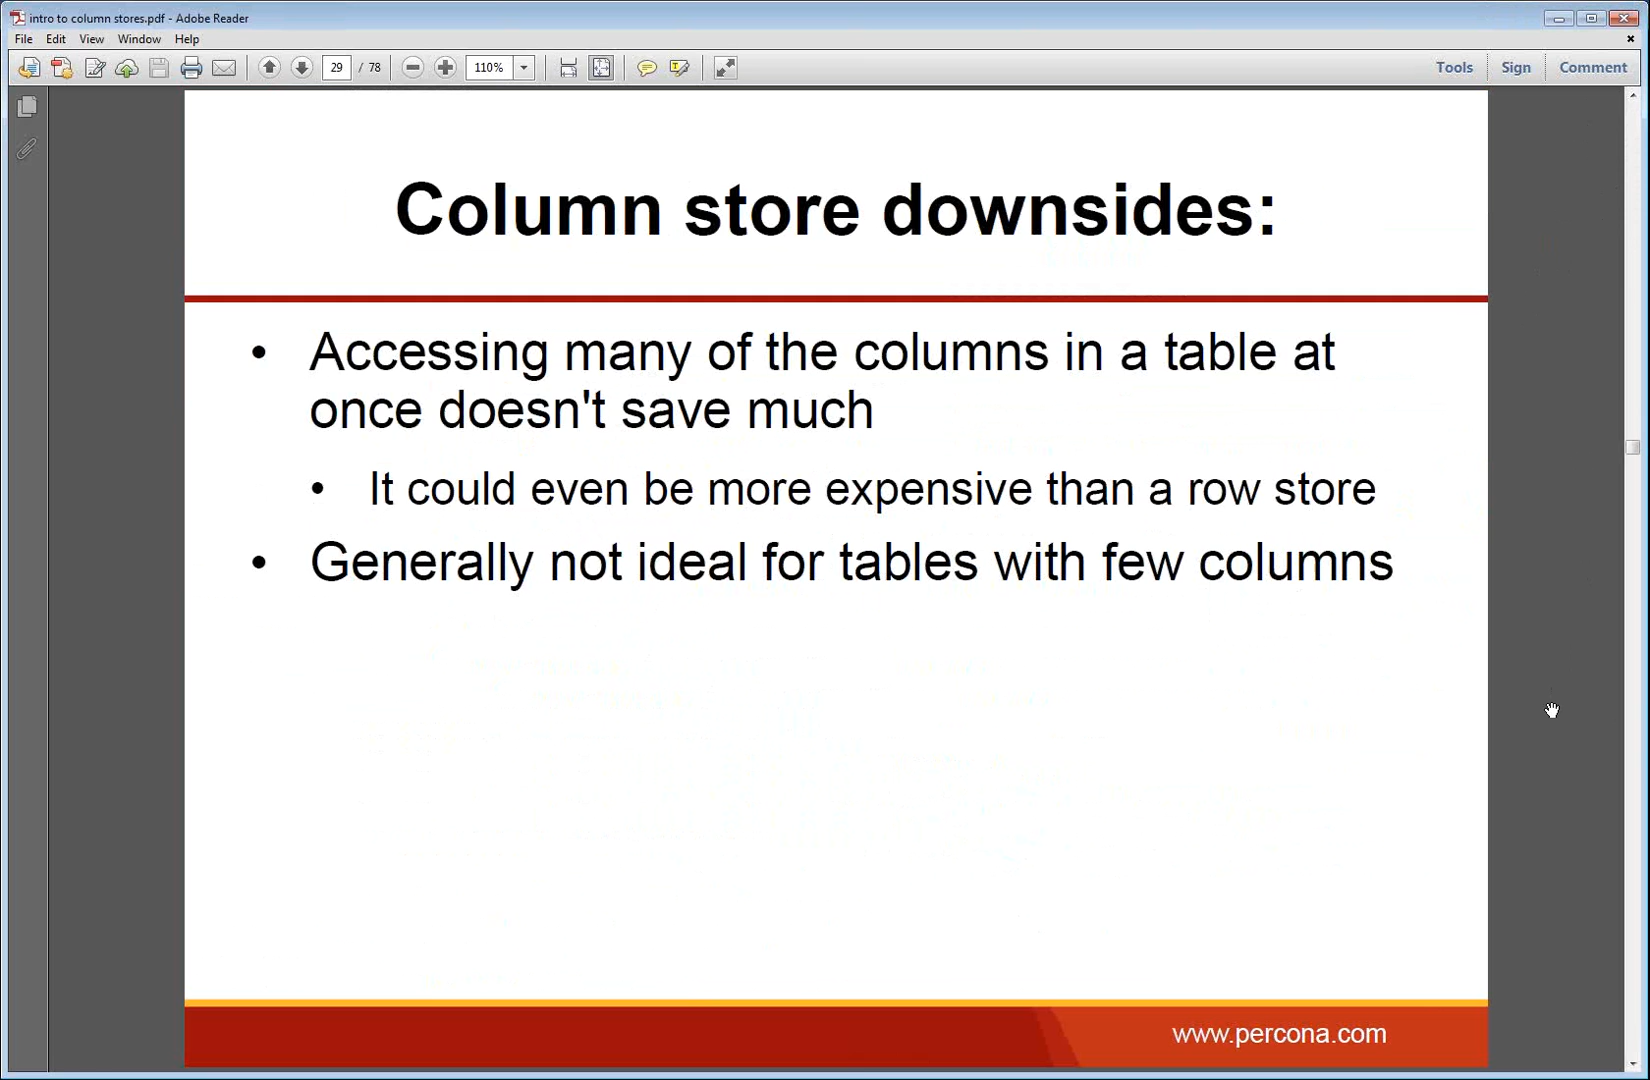 intro to column stores.pdf - Adobe Reader
File Edit View Window Help
29 / 78 110% Tools Sign Comment
Column store downsides:
• Accessing many of the columns in a table at
once doesn't save much
• It could even be more expensive than a row store
• Generally not ideal for tables with few columns
www.percona.com